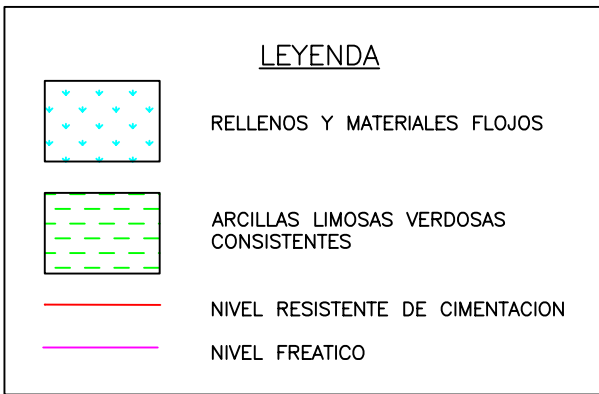 LEYENDA
RELLENOS Y MATERIALES FLOJOS
ARCILLAS LIMOSAS VERDOSAS
CONSISTENTES
NIVEL RESISTENTE DE CIMENTACION
NIVEL FREATICO